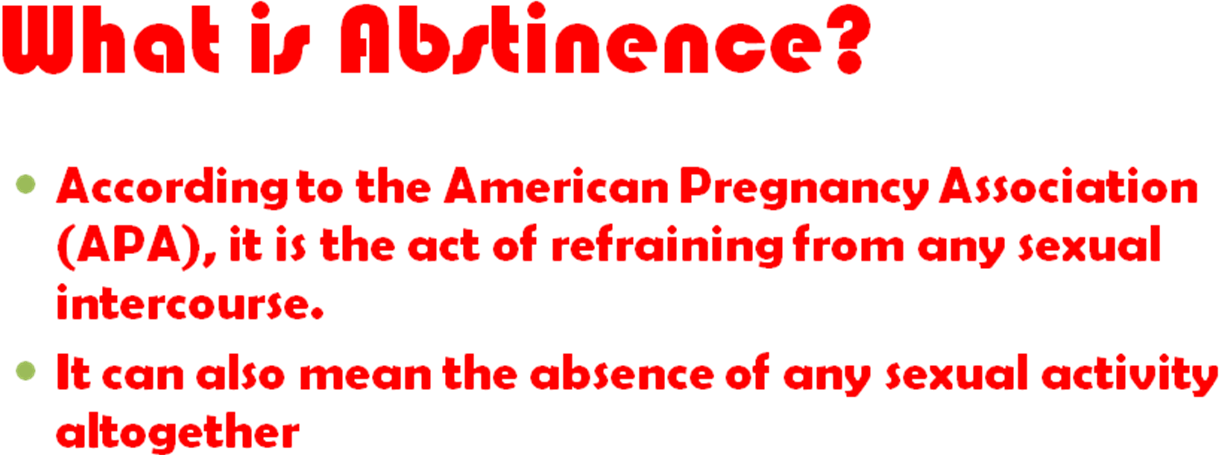 What is Abstinence?
• According to the American Pregnancy Association
(APA), it is the act of refraining from any sexual
intercourse.
• It can also mean the absence of any sexual activity
altogether